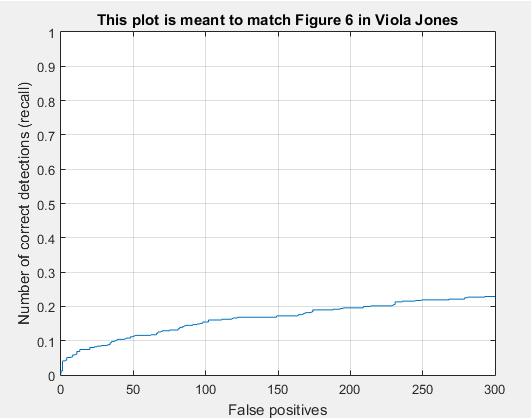 This plot is meant to match Figure 6 in Viola Jones
Number of correct detections (recall)
1
0.9
0.8
0.7
0.6
0.5
0.4
0.3
0.2
0.1
0
0 50 100 150 200 250 300
False positives